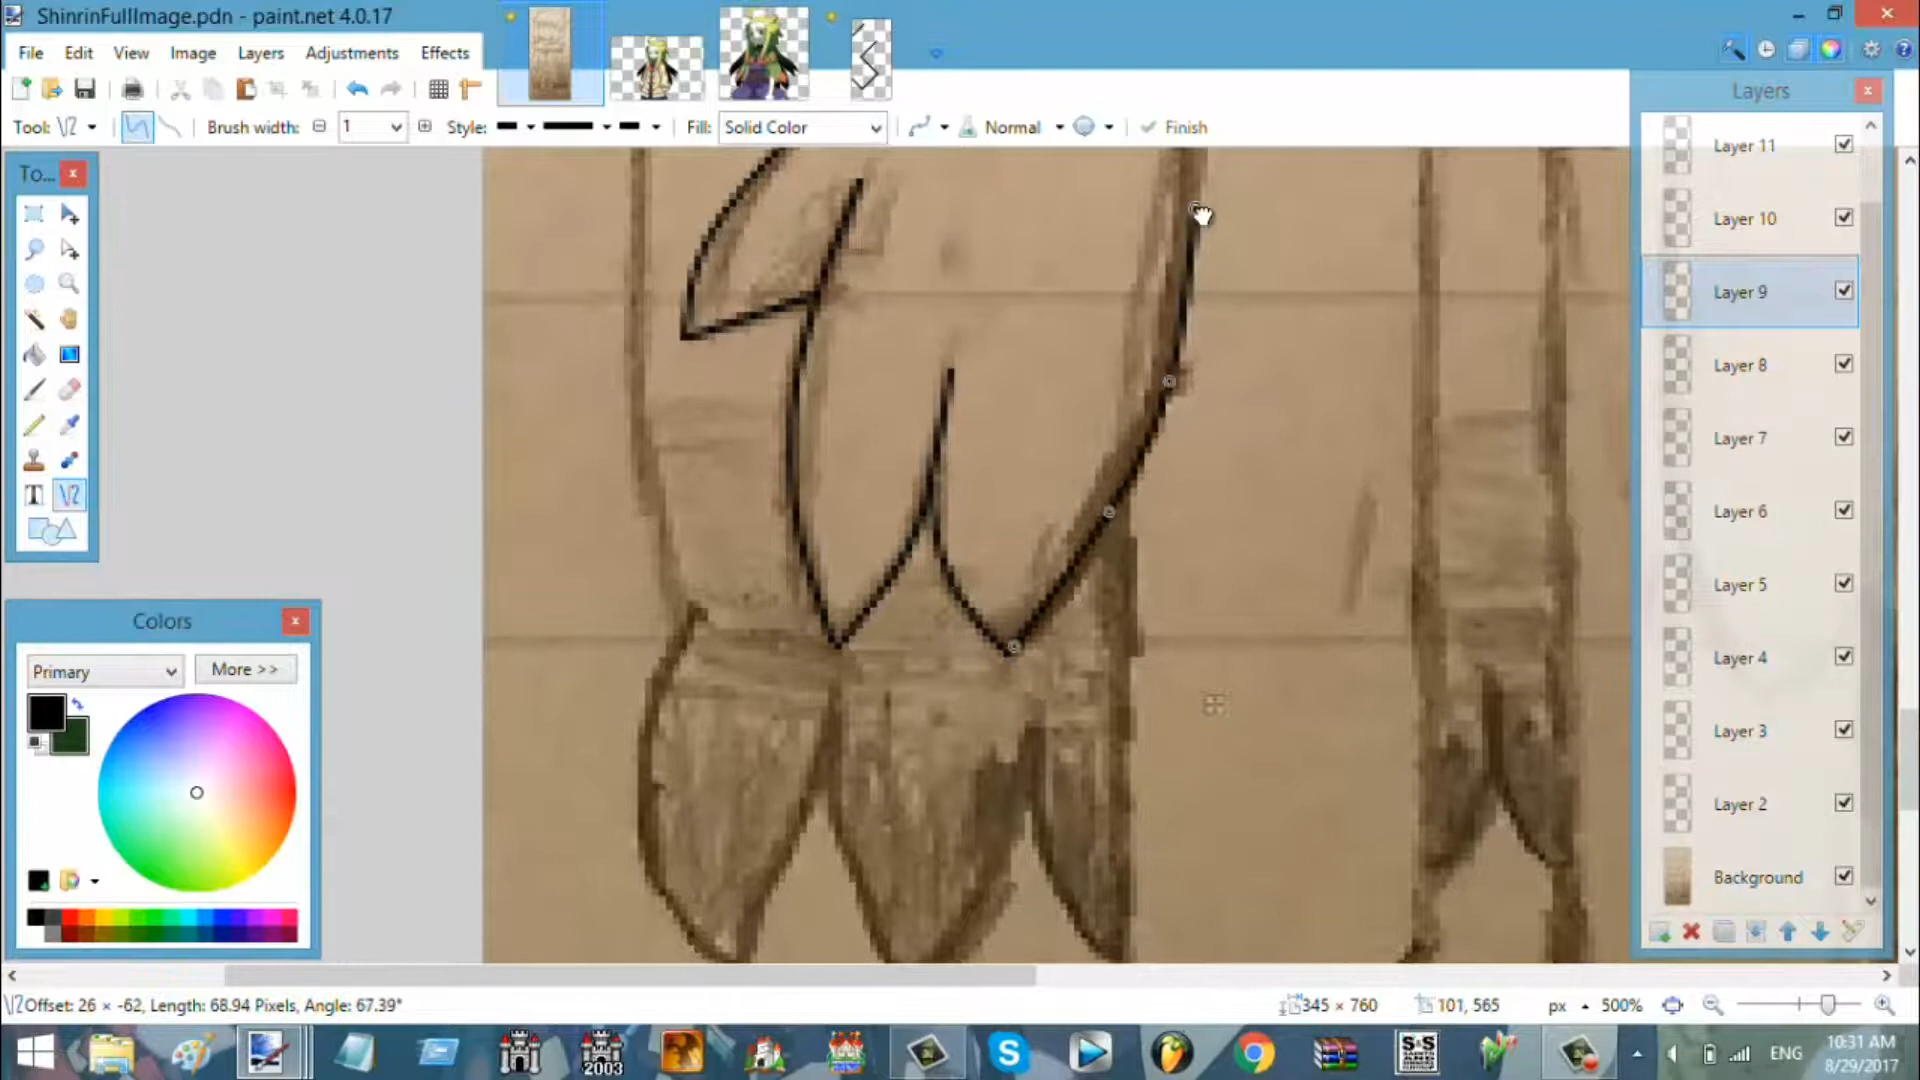 ShinrinFullImage.pdn - paint.net 4.0.17
File Edit View Image Layers Adjustments Effects
Tool: Brush width: 1 Style: Fill: Solid Color Normal Finish
To...
Layers
Layer 11
Layer 10
Layer 9
Layer 8
Layer 7
Layer 6
Layer 5
Layer 4
Layer 3
Layer 2
Background
Colors
Primary More >>
Offset: 26 × -62, Length: 68.94 Pixels, Angle: 67.39° 345 × 760 101, 565 px 500%
2003
S&S
ENG 10:31 AM
8/29/2017